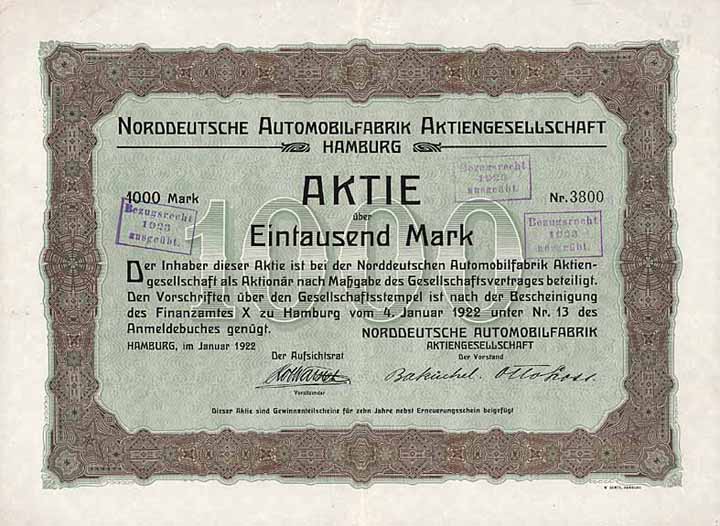 NORDDEUTSCHE AUTOMOBILFABRIK AKTIENGESELLSCHAFT
HAMBURG
Bezugsrecht
1923
ausgeübt.
1000 Mark
AKTIE
Nr. 3800
Bezugsrecht
1923
ausgeübt.
über
Bezugsrecht
1923
ausgeübt.
Eintausend Mark
1000
Der Inhaber dieser Aktie ist bei der Norddeutschen Automobilfabrik Aktien-
gesellschaft als Aktionär nach Maßgabe des Gesellschaftsvertrages beteiligt.
Den Vorschriften über den Gesellschaftsstempel ist nach der Bescheinigung
des Finanzamtes X zu Hamburg vom 4. Januar 1922 unter Nr. 13 des
Anmeldebuches genügt.
NORDDEUTSCHE AUTOMOBILFABRIK
AKTIENGESELLSCHAFT
HAMBURG, im Januar 1922
Der Aufsichtsrat
Der Vorstand
Vorsitzender
Dieser Aktie sind Gewinnanteilscheine für zehn Jahre nebst Erneuerungsschein beigefügt